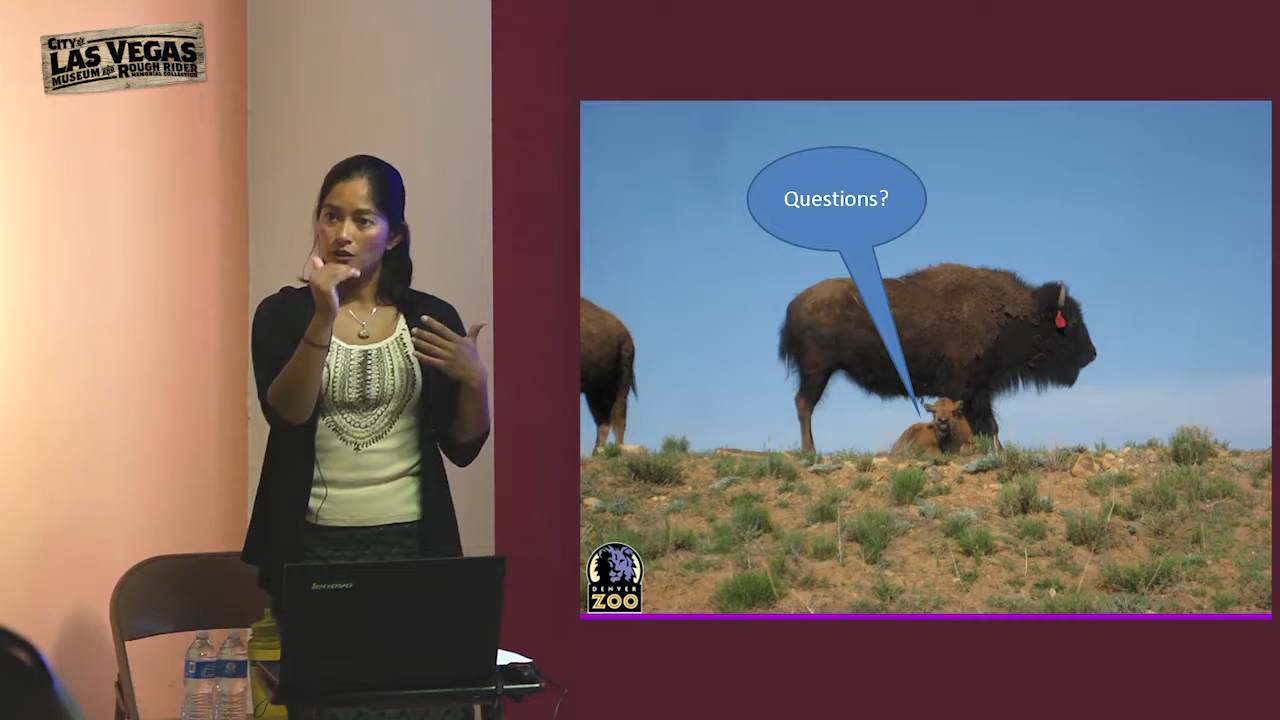 CITY OF
LAS VEGAS
MUSEUM AND ROUGH RIDER
MEMORIAL COLLECTION
Questions?
DENVER
ZOO
lenovo